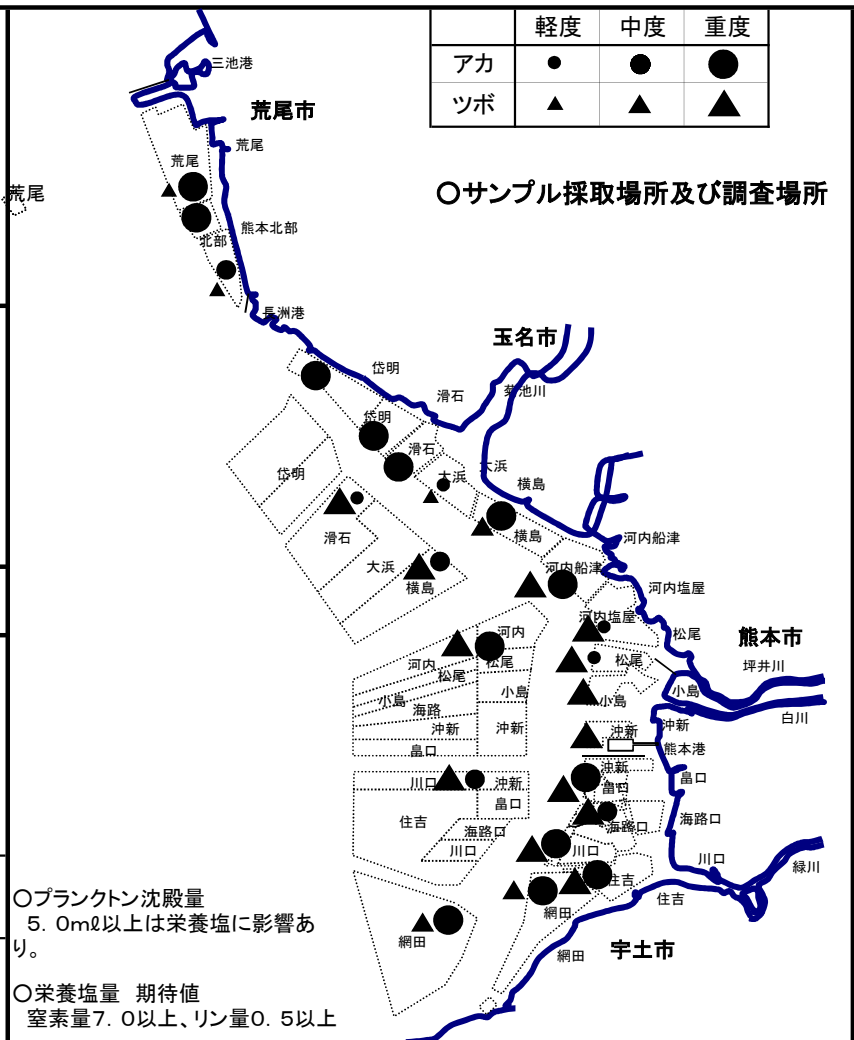 軽度 中度 重度
アカ
ツボ
三池港
荒尾市
荒尾
荒尾
荒尾
○サンプル採取場所及び調査場所
北部
熊本北部
長洲港
玉名市
岱明
滑石
菊池川
岱明
滑石
大浜
大浜
岱明
横島
横島
滑石
河内船津
大浜
河内船津
横島
河内塩屋
河内塩屋
松尾
熊本市
河内
河内
松尾
松尾
坪井川
松尾
小島
小島
小島
小島
海路
白川
沖新
沖新
沖新
沖新
畠口
熊本港
沖新
川口
沖新
畠口
畠口
畠口
住吉
海路口
海路口
海路口
川口
川口
川口
緑川
○プランクトン沈殿量
5.0mℓ以上は栄養塩に影響あ
り。
住吉
住吉
網田
網田
網田
宇土市
○栄養塩量 期待値
窒素量7.0以上、リン量0.5以上